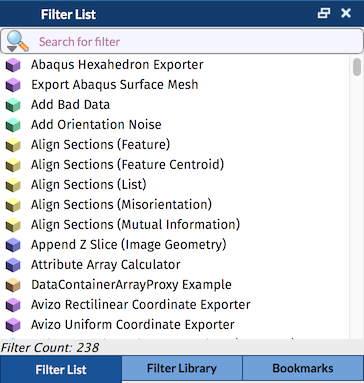 Filter List
Search for filter
Abaqus Hexahedron Exporter
Export Abaqus Surface Mesh
Add Bad Data
Add Orientation Noise
Align Sections (Feature)
Align Sections (Feature Centroid)
Align Sections (List)
Align Sections (Misorientation)
Align Sections (Mutual Information)
Append Z Slice (Image Geometry)
Attribute Array Calculator
DataContainerArrayProxy Example
Avizo Rectilinear Coordinate Exporter
Avizo Uniform Coordinate Exporter
Filter Count: 238
Filter List Filter Library Bookmarks